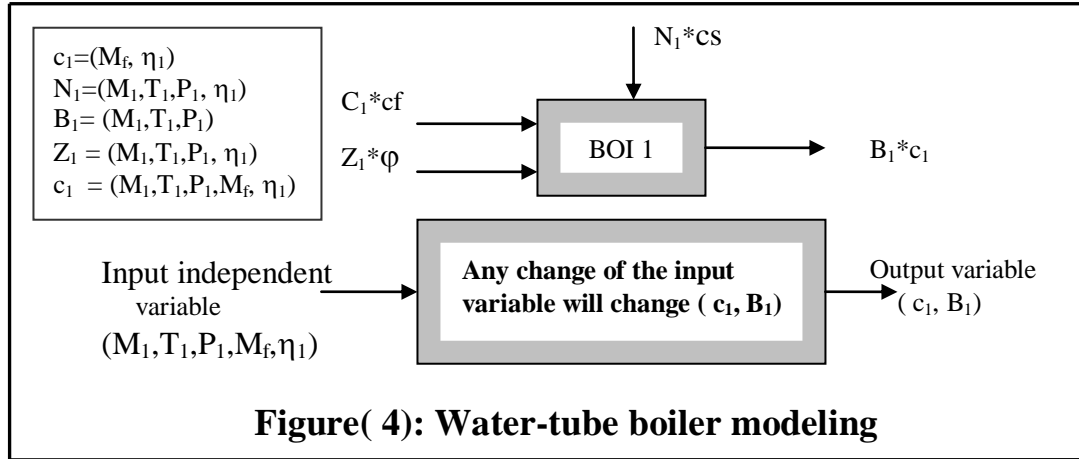 c₁=(M_f, η₁)
N₁=(M₁,T₁,P₁, η₁)
B₁= (M₁,T₁,P₁)
Z₁ = (M₁,T₁,P₁, η₁)
c₁ = (M₁,T₁,P₁,M_f, η₁)
N₁*cs
C₁*cf
Z₁*φ
BOI 1
B₁*c₁
Input independent
variable
(M₁,T₁,P₁,M_f,η₁)
Any change of the input
variable will change ( c₁, B₁)
Output variable
( c₁, B₁)
Figure( 4): Water-tube boiler modeling